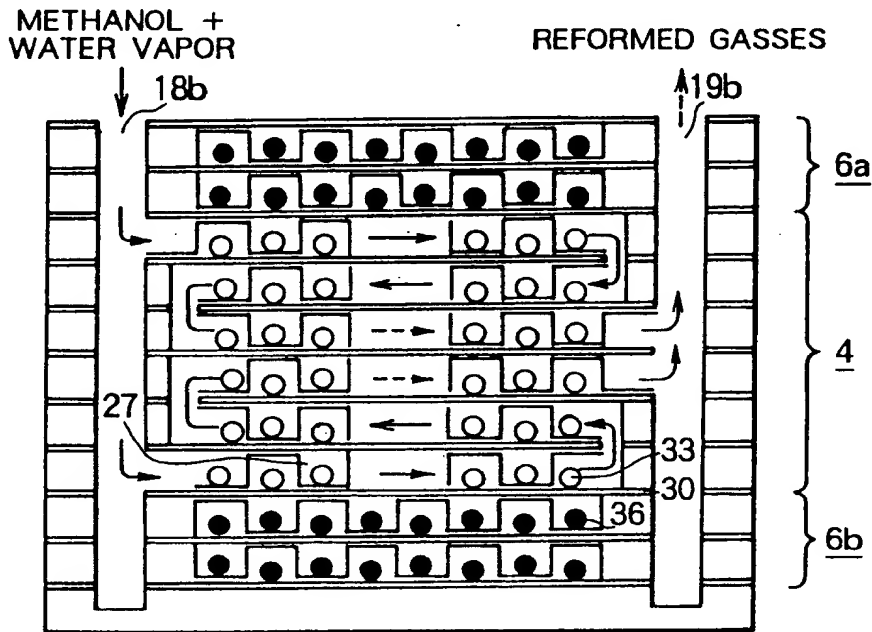 METHANOL +
WATER VAPOR
REFORMED GASSES
18b
19b
6a
4
27
33
30
36
6b